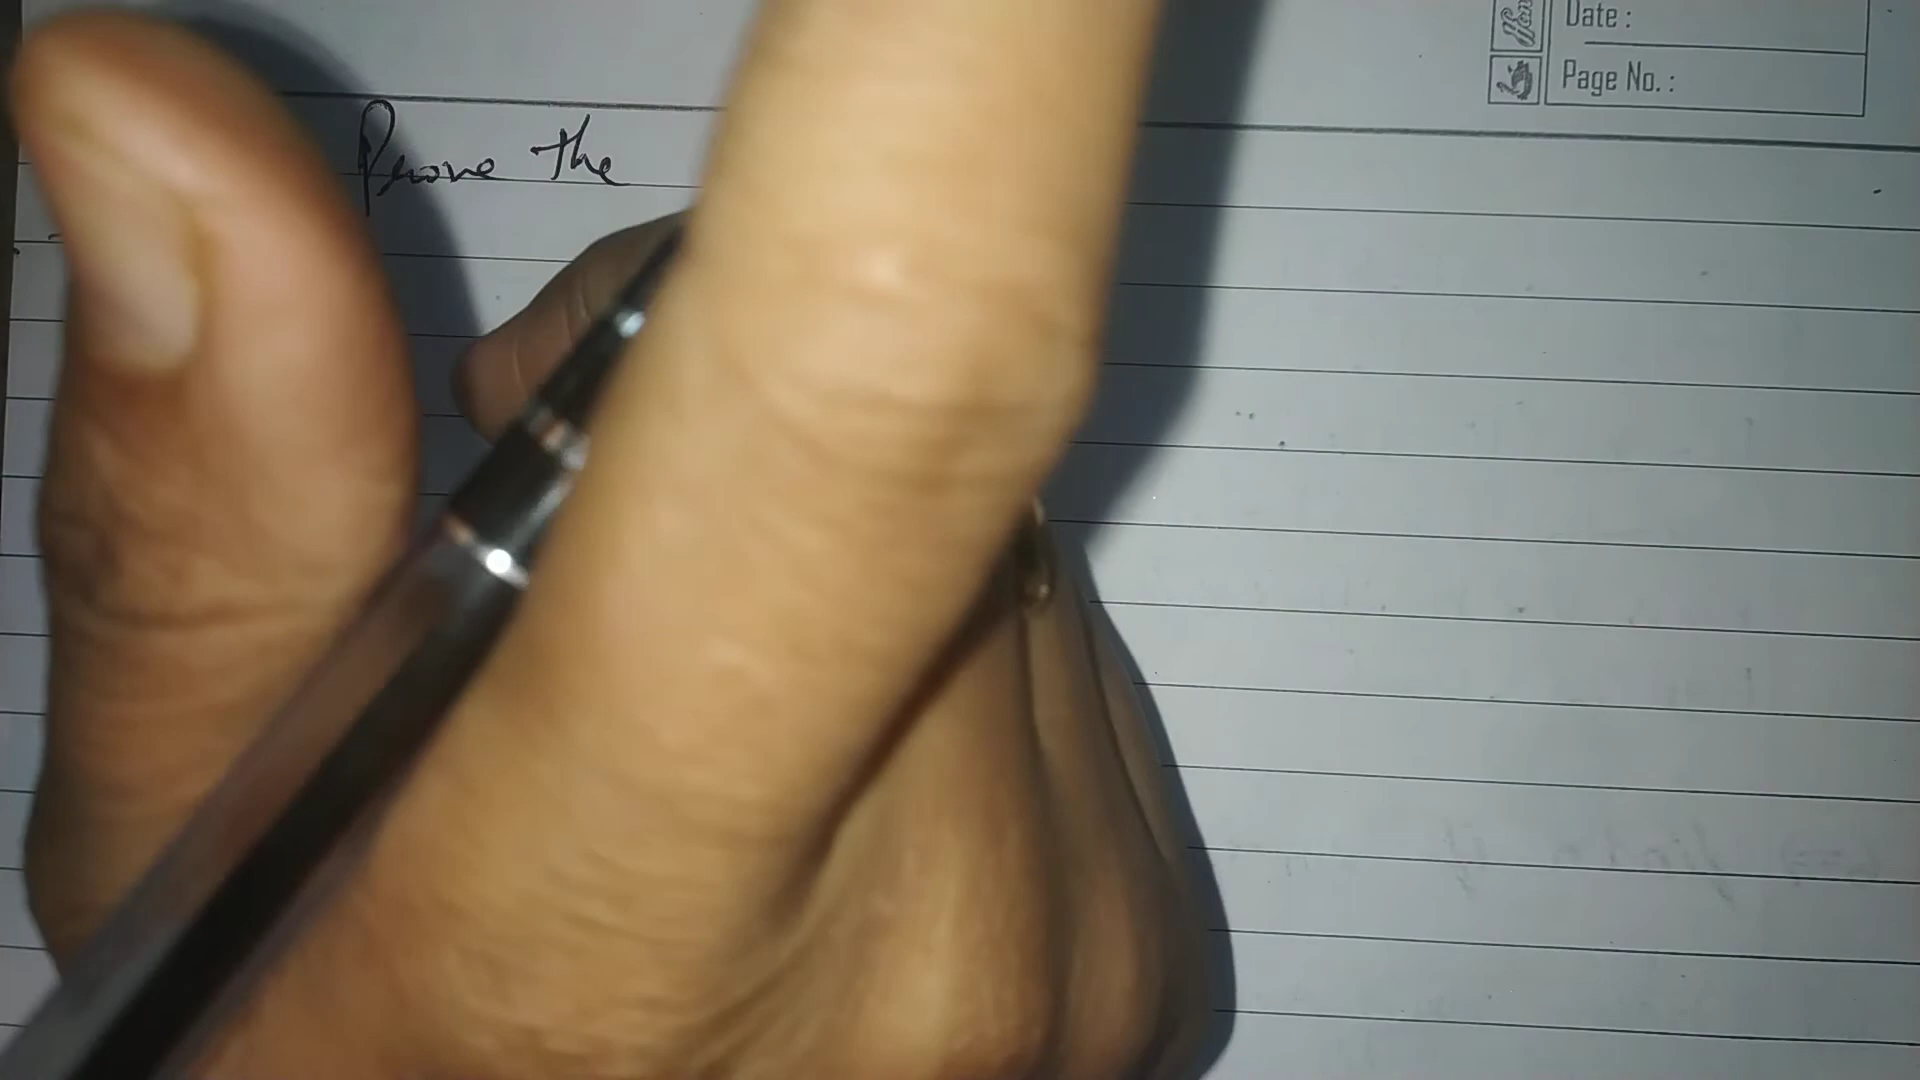 Date :
Page No. :
Prove the